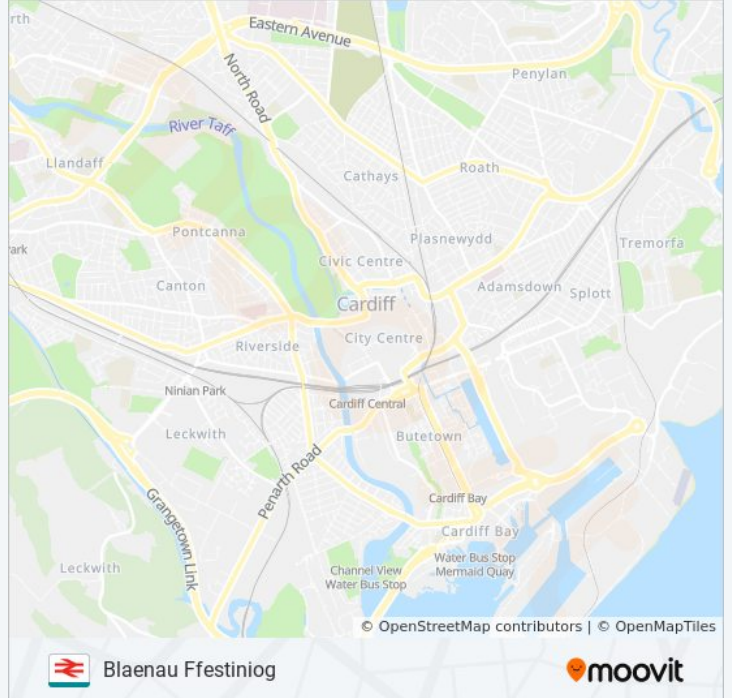 rth
Eastern Avenue
North Road
Penylan
River Taff
Llandaff
Cathays
Roath
Pontcanna
Plasnewydd
ark
Civic Centre
Tremorfa
Canton
Adamsdown
Splott
Cardiff
City Centre
Riverside
Ninian Park
Cardiff Central
Leckwith
Butetown
Penarth Road
Grangetown Link
Cardiff Bay
Cardiff Bay
Leckwith
Channel View
Water Bus Stop
Water Bus Stop
Mermaid Quay
© OpenStreetMap contributors | © OpenMapTiles
Blaenau Ffestiniog
moovit